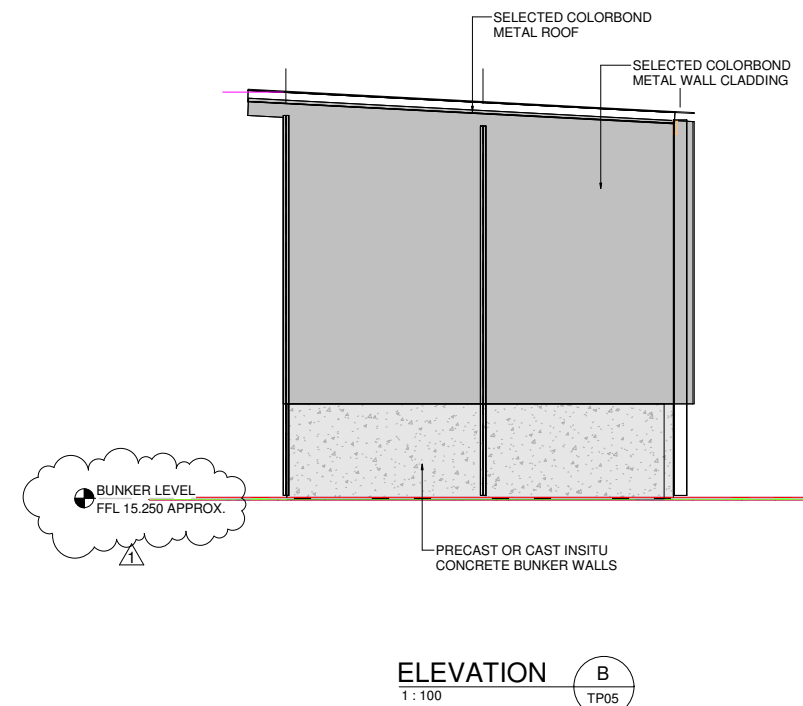 SELECTED COLORBOND
METAL ROOF
SELECTED COLORBOND
METAL WALL CLADDING
BUNKER LEVEL
FFL 15.250 APPROX.
1
PRECAST OR CAST INSITU
CONCRETE BUNKER WALLS
ELEVATION
1 : 100
B
TP05